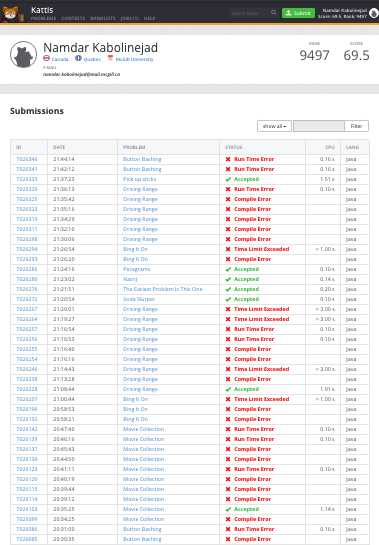 Kattis
PROBLEMS CONTESTS RANKLISTS JOBS (1) HELP
Submit
Namdar Kabolinejad
Score: 69.5, Rank: 9497
Namdar Kabolinejad
Canada Quebec McGill University
E-MAIL
namdar.kabolinejad@mail.mcgill.ca
RANK
9497
SCORE
69.5
Submissions
show all
Filter
ID DATE PROBLEM STATUS CPU LANG
7026346 21:44:14 Button Bashing Run Time Error 0.16 s Java
7026341 21:42:12 Button Bashing Run Time Error 0.16 s Java
7026333 21:37:23 Pick up sticks Accepted 1.51 s Java
7026329 21:36:13 Driving Range Run Time Error 0.10 s Java
7026325 21:35:42 Driving Range Compile Error Java
7026323 21:35:16 Driving Range Compile Error Java
7026319 21:34:29 Driving Range Compile Error Java
7026311 21:32:10 Driving Range Compile Error Java
7026298 21:30:06 Driving Range Compile Error Java
7026294 21:26:54 Bing It On Time Limit Exceeded > 1.00 s Java
7026293 21:26:20 Bing It On Compile Error Java
7026286 21:24:16 Peragrams Accepted 0.10 s Java
7026280 21:23:02 Natrij Accepted 0.14 s Java
7026276 21:21:51 The Easiest Problem Is This One Accepted 0.20 s Java
7026272 21:20:54 Soda Slurper Accepted 0.10 s Java
7026267 21:20:01 Driving Range Time Limit Exceeded > 3.00 s Java
7026264 21:19:27 Driving Range Time Limit Exceeded > 3.00 s Java
7026257 21:16:54 Driving Range Run Time Error 0.10 s Java
7026256 21:16:53 Driving Range Run Time Error 0.10 s Java
7026255 21:16:40 Driving Range Compile Error Java
7026254 21:16:16 Driving Range Compile Error Java
7026246 21:14:43 Driving Range Time Limit Exceeded > 3.00 s Java
7026238 21:13:28 Driving Range Compile Error Java
7026228 21:08:44 Driving Range Accepted 1.91 s Java
7026207 21:00:44 Bing It On Time Limit Exceeded > 1.00 s Java
7026196 20:58:53 Bing It On Compile Error Java
7026192 20:58:21 Bing It On Compile Error Java
7026142 20:47:40 Movie Collection Run Time Error 0.10 s Java
7026139 20:46:16 Movie Collection Run Time Error 0.10 s Java
7026137 20:45:43 Movie Collection Compile Error Java
7026134 20:44:50 Movie Collection Compile Error Java
7026123 20:41:11 Movie Collection Run Time Error 0.10 s Java
7026120 20:40:19 Movie Collection Compile Error Java
7026115 20:39:44 Movie Collection Compile Error Java
7026114 20:39:12 Movie Collection Compile Error Java
7026103 20:35:25 Movie Collection Accepted 1.14 s Java
7026099 20:34:25 Movie Collection Compile Error Java
7026086 20:31:00 Button Bashing Run Time Error 0.16 s Java
7026085 20:30:35 Button Bashing Compile Error Java